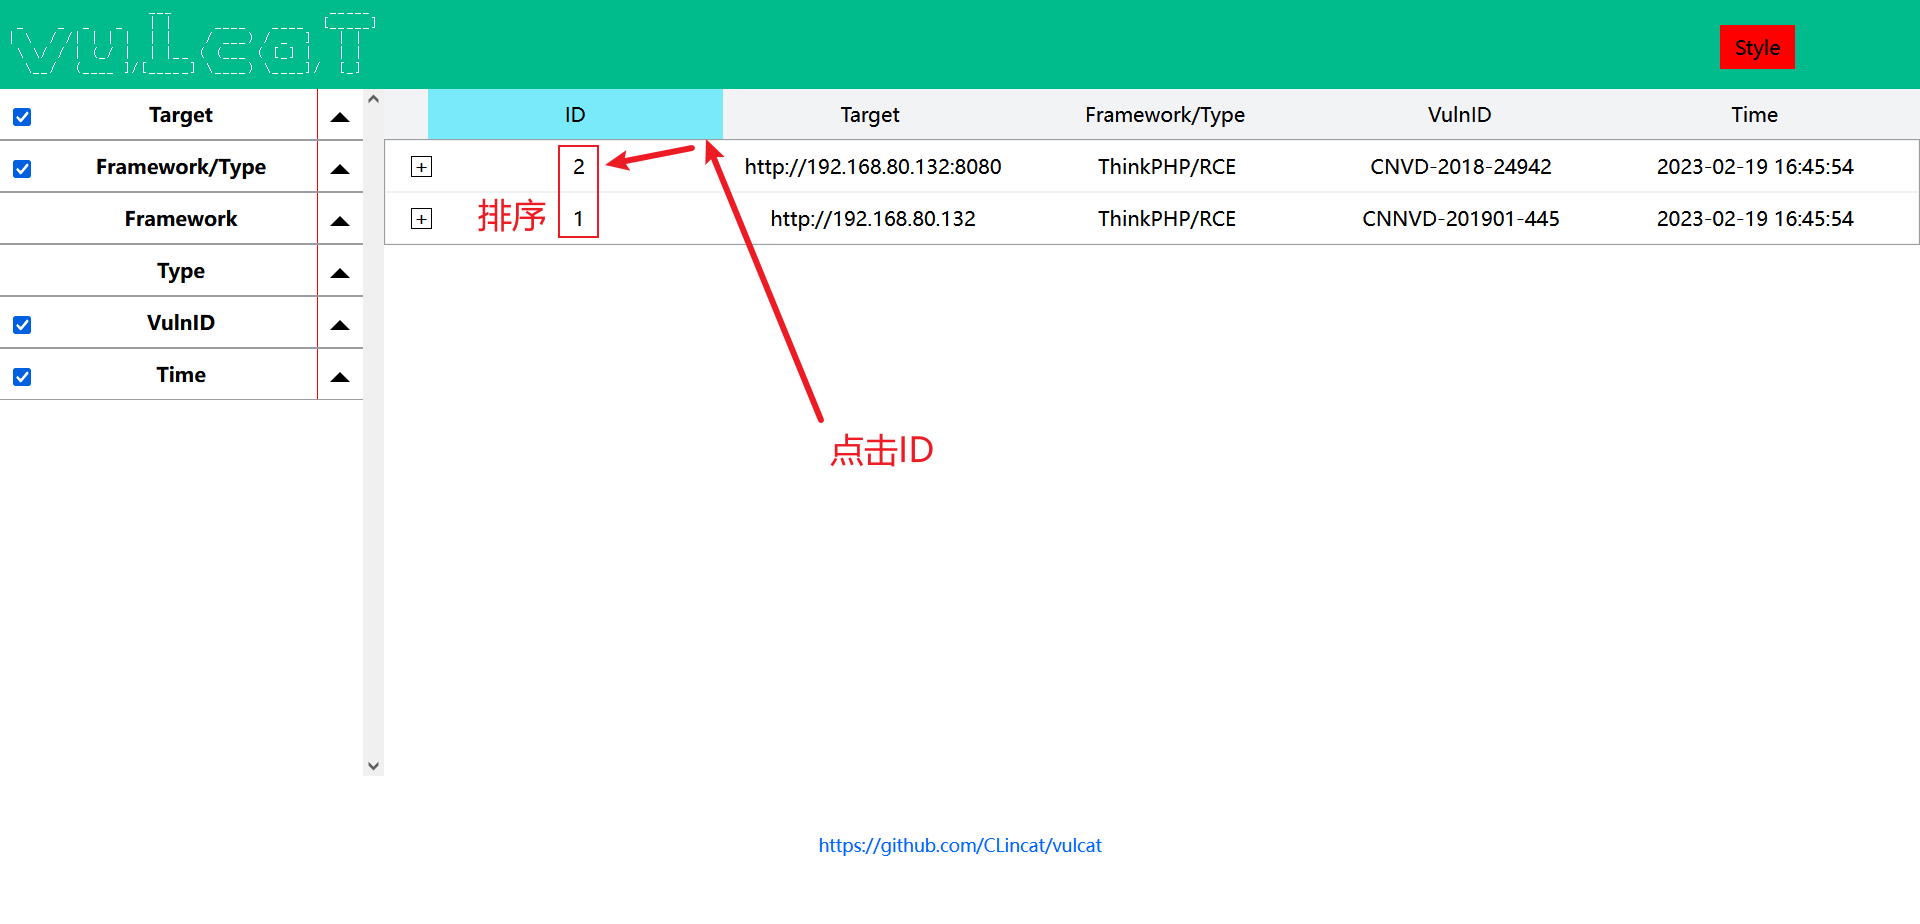 vulcaT
Style
Target
Framework/Type
Framework
Type
VulnID
Time
ID Target Framework/Type VulnID Time
+ 2 http://192.168.80.132:8080 ThinkPHP/RCE CNVD-2018-24942 2023-02-19 16:45:54
+ 排序 1 http://192.168.80.132 ThinkPHP/RCE CNNVD-201901-445 2023-02-19 16:45:54
点击ID
https://github.com/CLincat/vulcat